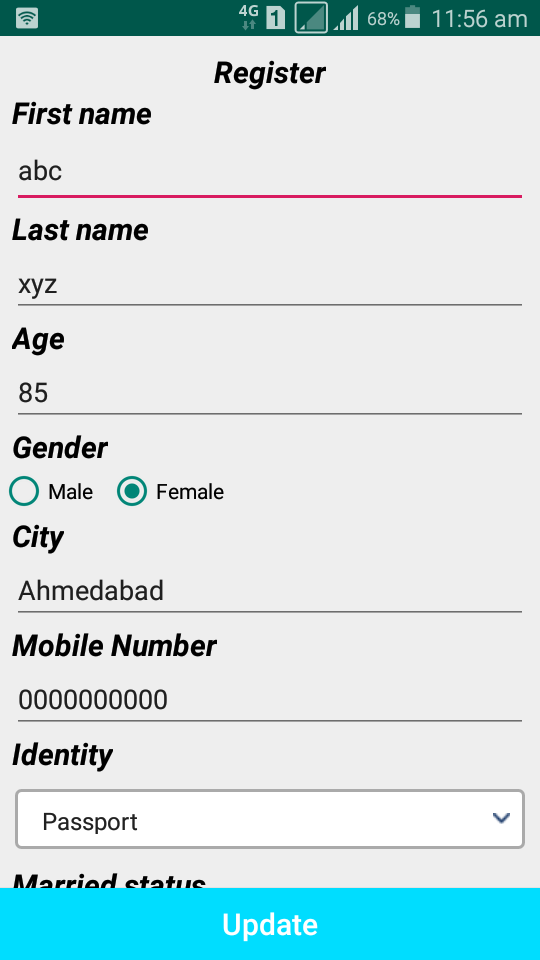 4G 1 68% 11:56 am
Register
First name
abc
Last name
xyz
Age
85
Gender
Male Female
City
Ahmedabad
Mobile Number
0000000000
Identity
Passport
Married status
Update